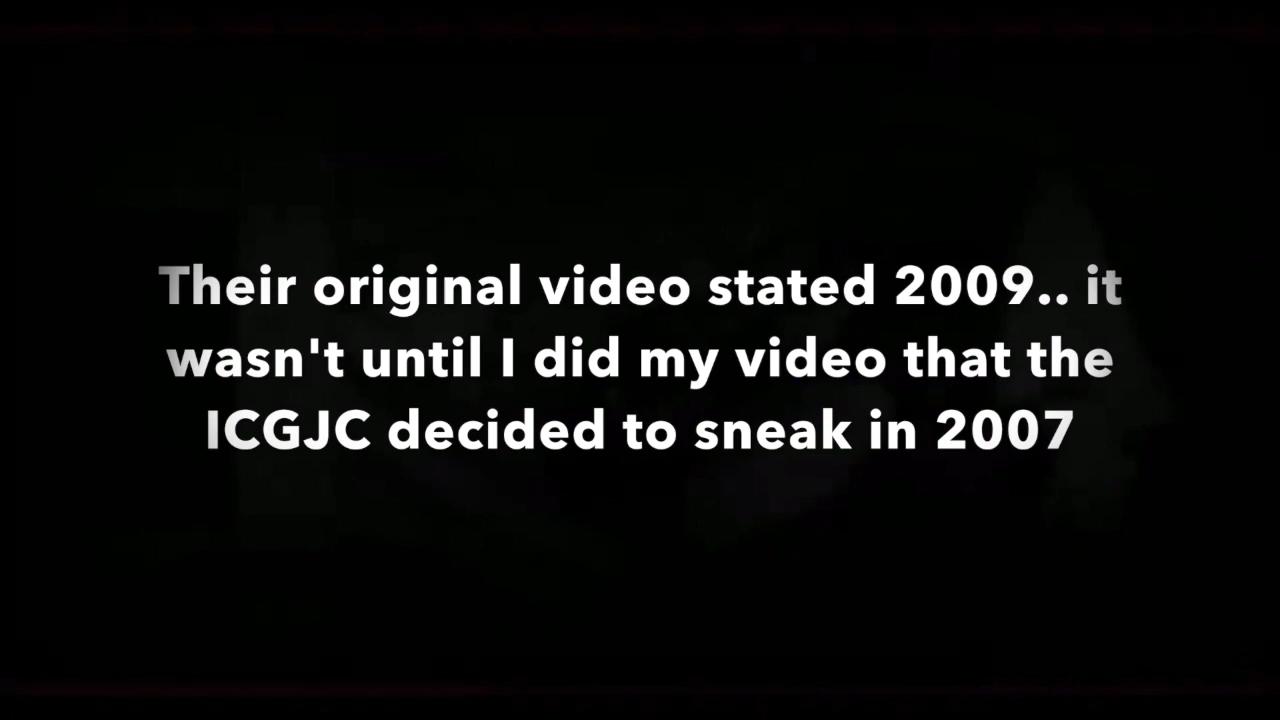 Their original video stated 2009.. it
wasn't until I did my video that the
ICGJC decided to sneak in 2007